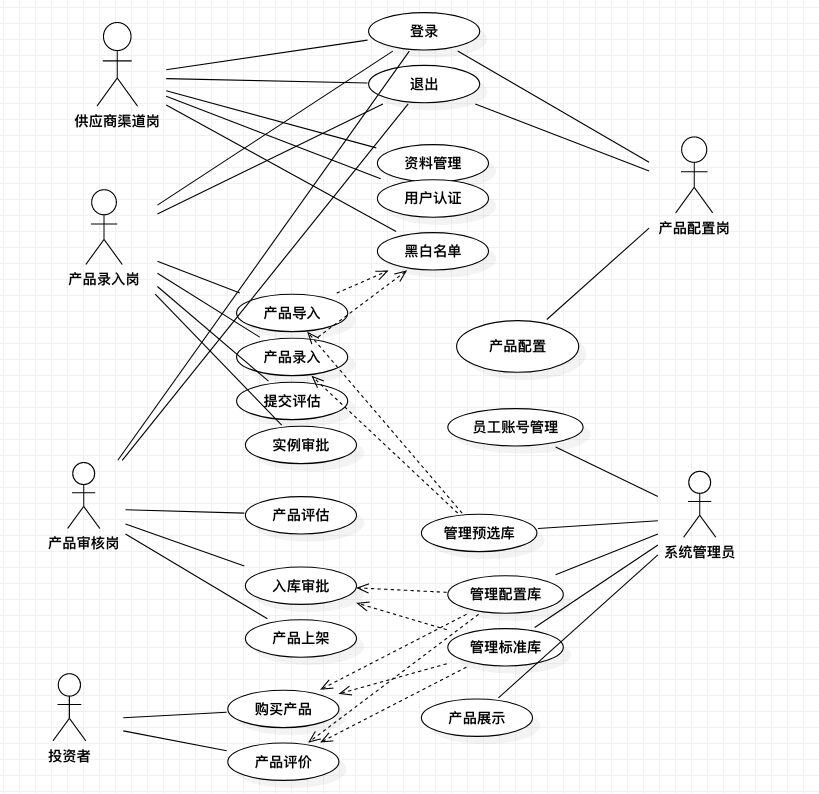 登录
退出
供应商渠道岗
资料管理
用户认证
产品配置岗
黑白名单
产品录入岗
产品导入
产品录入
产品配置
提交评估
员工账号管理
实例审批
产品评估
管理预选库
产品审核岗
系统管理员
入库审批
管理配置库
产品上架
管理标准库
购买产品
产品展示
投资者
产品评价